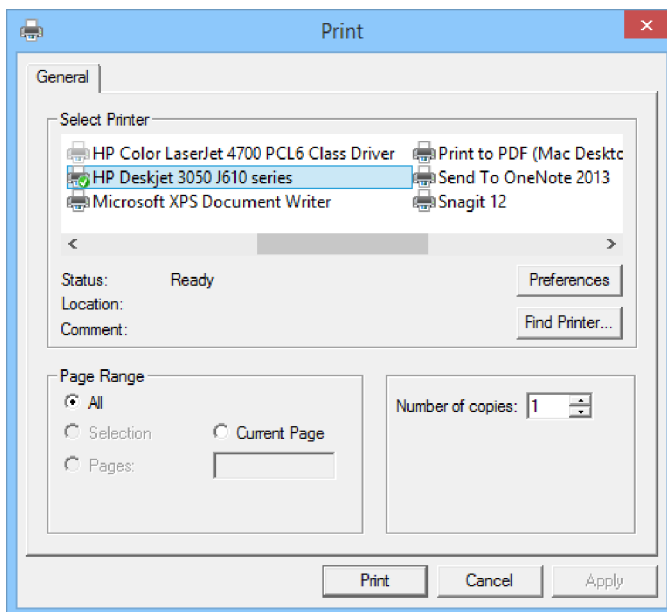 Print
General
Select Printer
HP Color LaserJet 4700 PCL6 Class Driver
HP Deskjet 3050 J610 series
Microsoft XPS Document Writer
Print to PDF (Mac Deskto
Send To OneNote 2013
Snagit 12
Status: Ready
Location:
Comment:
Preferences
Find Printer...
Page Range
All
Selection
Current Page
Pages:
Number of copies: 1
Print
Cancel
Apply